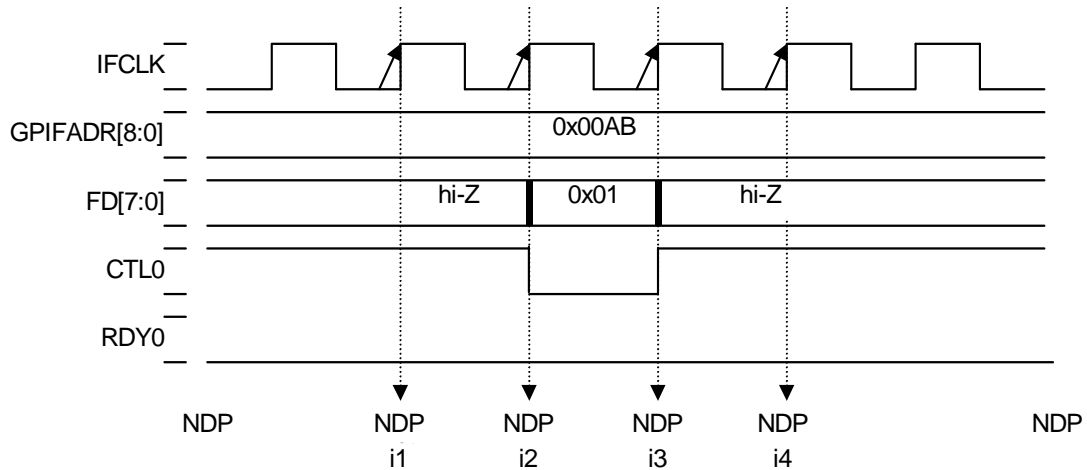 IFCLK
GPIFADR[8:0]
0x00AB
FD[7:0]
hi-Z
0x01
hi-Z
CTL0
RDY0
NDP NDP NDP NDP NDP NDP
i1 i2 i3 i4